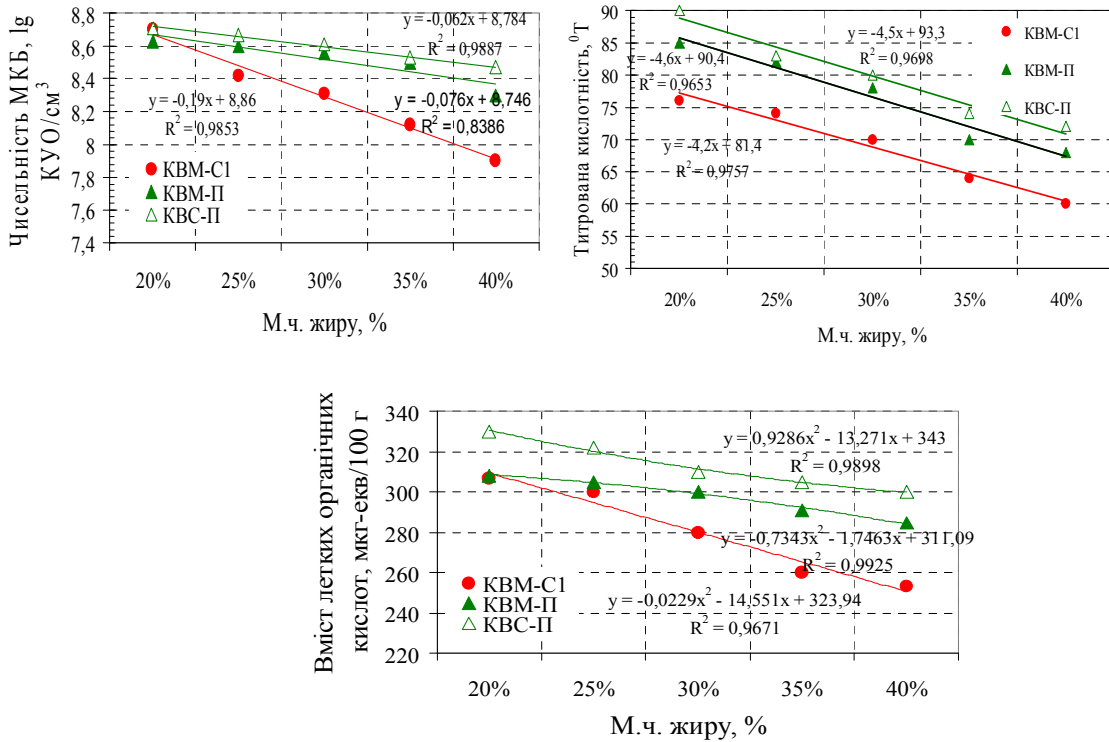 Чисельність МКБ, lg
КУО/см³
8,8
8,6
8,4
8,2
8
7,8
7,6
7,4
y = -0,062x + 8,784
R² = 0,9887
y = -0,19x + 8,86
R² = 0,9853
y = -0,076x + 8,746
R² = 0,8386
КВМ-С1
КВМ-П
КВС-П
20% 25% 30% 35% 40%
М.ч. жиру, %
Титрована кислотність, ⁰Т
90
85
80
75
70
65
60
55
50
y = -4,5x + 93,3
R² = 0,9698
y = -4,6x + 90,4
R² = 0,9653
y = -4,2x + 81,4
R² = 0,9757
КВМ-С1
КВМ-П
КВС-П
20% 25% 30% 35% 40%
М.ч. жиру, %
Вміст летких органічних
кислот, мкг-екв/100 г
340
320
300
280
260
240
220
y = 0,9286x² - 13,271x + 343
R² = 0,9898
y = -0,7343x² - 1,7463x + 311,09
R² = 0,9925
y = -0,0229x² - 14,551x + 323,94
R² = 0,9671
КВМ-С1
КВМ-П
КВС-П
20% 25% 30% 35% 40%
М.ч. жиру, %